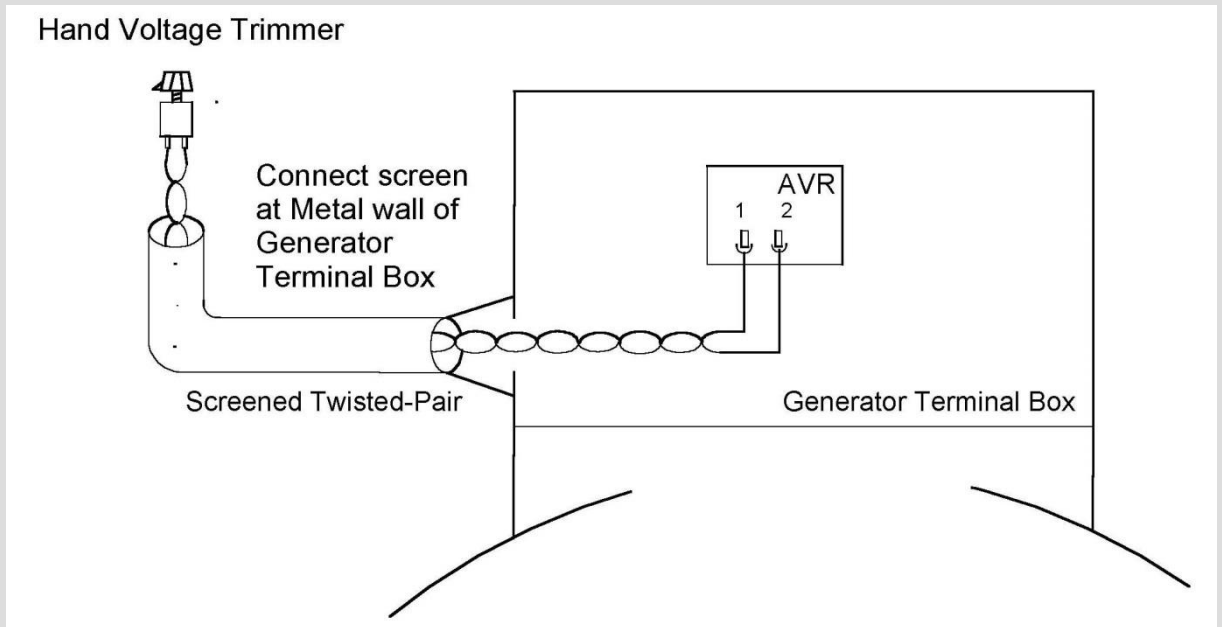 Hand Voltage Trimmer
Connect screen
at Metal wall of
Generator
Terminal Box
AVR
1 2
Screened Twisted-Pair
Generator Terminal Box